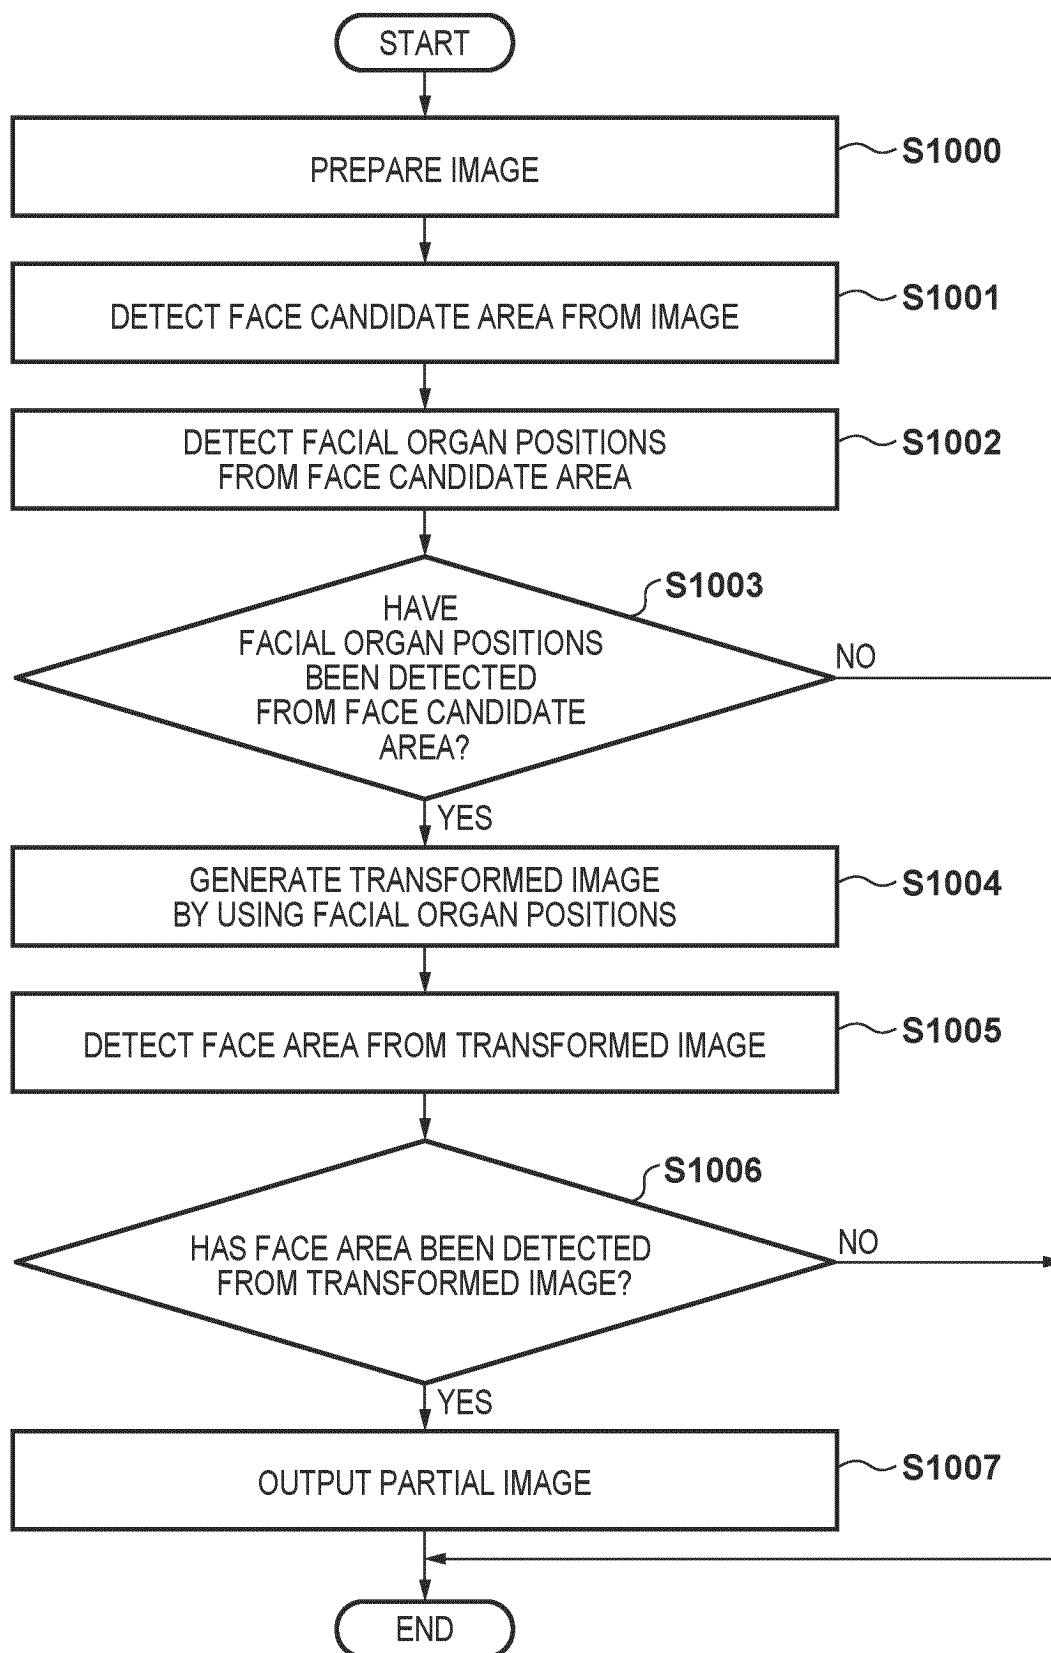 START
PREPARE IMAGE
S1000
DETECT FACE CANDIDATE AREA FROM IMAGE
S1001
DETECT FACIAL ORGAN POSITIONS
FROM FACE CANDIDATE AREA
S1002
S1003
HAVE
FACIAL ORGAN POSITIONS
BEEN DETECTED
FROM FACE CANDIDATE
AREA?
NO
YES
GENERATE TRANSFORMED IMAGE
BY USING FACIAL ORGAN POSITIONS
S1004
DETECT FACE AREA FROM TRANSFORMED IMAGE
S1005
S1006
HAS FACE AREA BEEN DETECTED
FROM TRANSFORMED IMAGE?
NO
YES
OUTPUT PARTIAL IMAGE
S1007
END